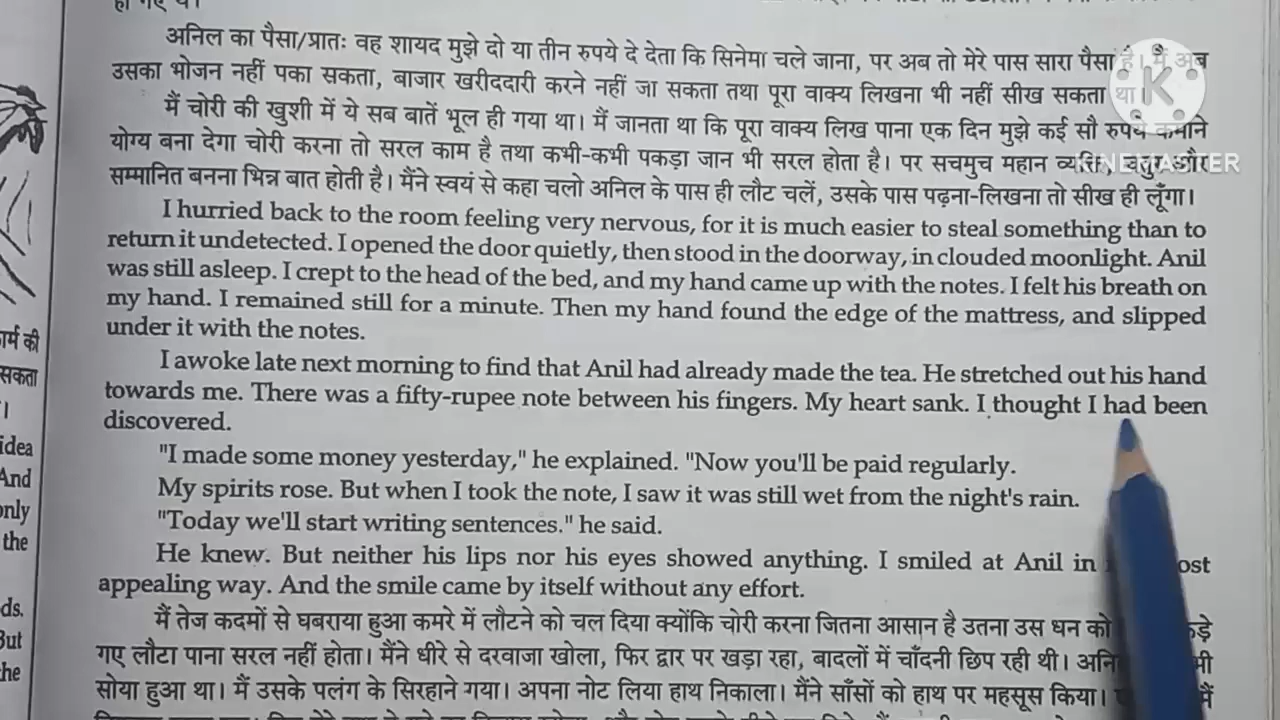 हो गए थे।
अनिल का पैसा/प्रातः वह शायद मुझे दो या तीन रुपये दे देता कि सिनेमा चले जाना, पर अब तो मेरे पास सारा पैसा है। मैं अब
उसका भोजन नहीं पका सकता, बाजार खरीददारी करने नहीं जा सकता तथा पूरा वाक्य लिखना भी नहीं सीख सकता था।
K
KINEMASTER
मैं चोरी की खुशी में ये सब बातें भूल ही गया था। मैं जानता था कि पूरा वाक्य लिख पाना एक दिन मुझे कई सौ रुपये कमाने
योग्य बना देगा चोरी करना तो सरल काम है तथा कभी-कभी पकड़ा जान भी सरल होता है। पर सचमुच महान और
सम्मानित बनना भिन्न बात होती है। मैंने स्वयं से कहा चलो अनिल के पास ही लौट चलें, उसके पास पढ़ना-लिखना तो सीख ही लूँगा।
I hurried back to the room feeling very nervous, for it is much easier to steal something than to
return it undetected. I opened the door quietly, then stood in the doorway, in clouded moonlight. Anil
was still asleep. I crept to the head of the bed, and my hand came up with the notes. I felt his breath on
my hand. I remained still for a minute. Then my hand found the edge of the mattress, and slipped
under it with the notes.
I awoke late next morning to find that Anil had already made the tea. He stretched out his hand
towards me. There was a fifty-rupee note between his fingers. My heart sank. I thought I had been
discovered.
"I made some money yesterday," he explained. "Now you'll be paid regularly.
My spirits rose. But when I took the note, I saw it was still wet from the night's rain.
"Today we'll start writing sentences." he said.
He knew. But neither his lips nor his eyes showed anything. I smiled at Anil in
appealing way. And the smile came by itself without any effort.
मैं तेज कदमों से घबराया हुआ कमरे में लौटने को चल दिया क्योंकि चोरी करना जितना आसान है उतना उस धन को
गए लौटा पाना सरल नहीं होता। मैंने धीरे से दरवाजा खोला, फिर द्वार पर खड़ा रहा, बादलों में चाँदनी छिप रही थी।
सोया हुआ था। मैं उसके पलंग के सिरहाने गया। अपना नोट लिया हाथ निकाला। मैंने साँसों को हाथ पर महसूस किया। मैं
की
सकता
idea
And
only
the
ds.
But
he